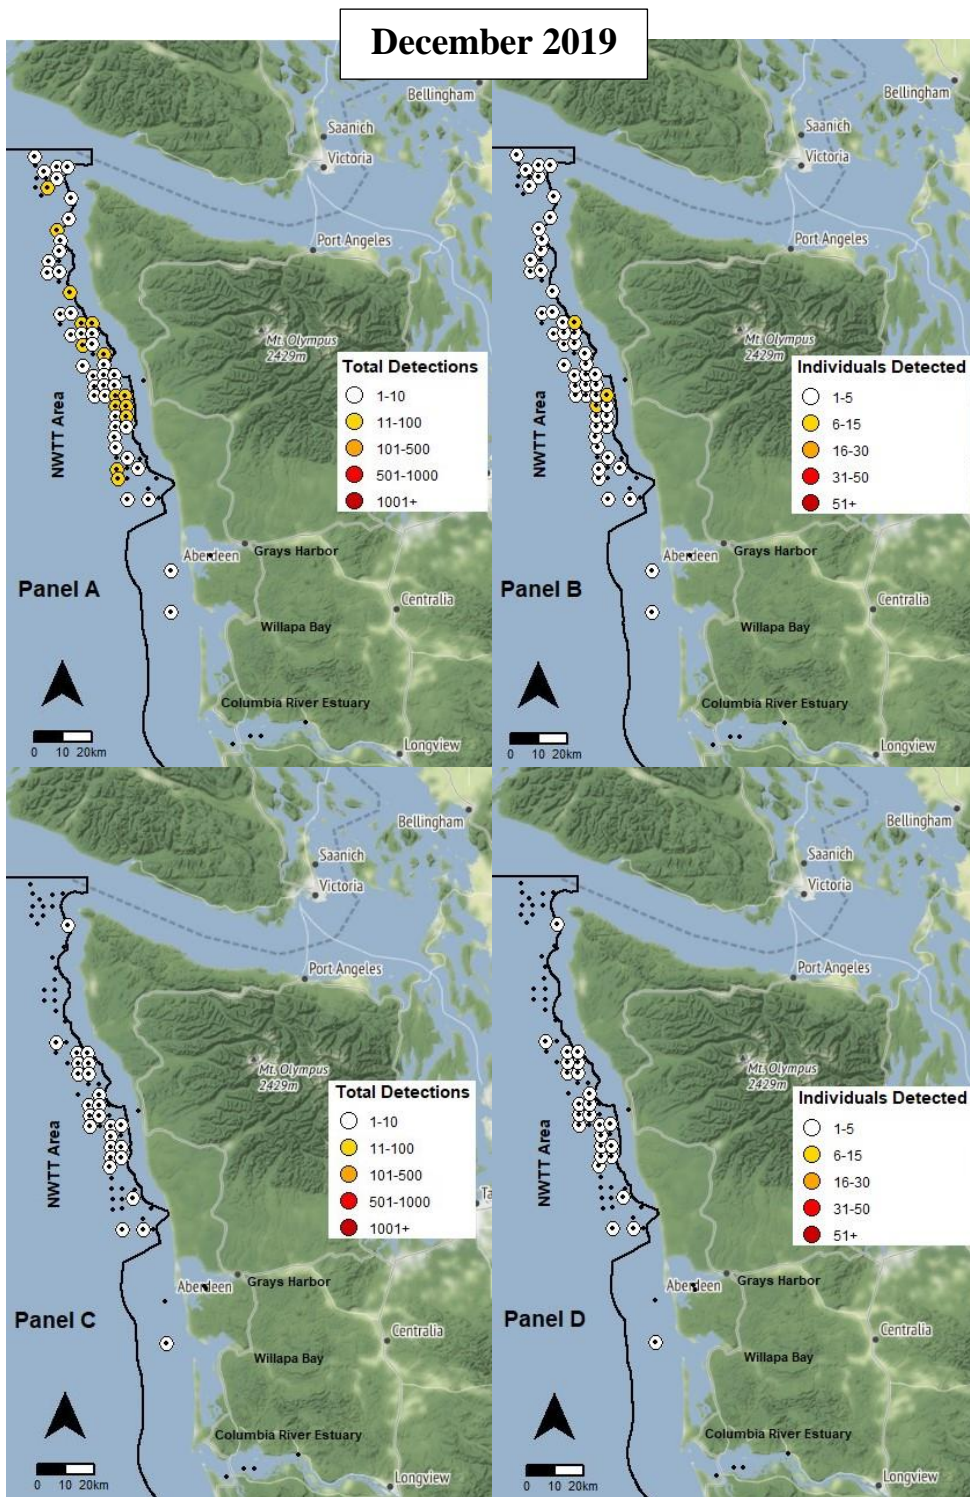 December 2019
Bellingham
Saanich
Victoria
Port Angeles
Mt. Olympus
2429m
Total Detections
1-10
11-100
101-500
501-1000
1001+
NWTT Area
Aberdeen
Grays Harbor
Panel A
Centralia
Willapa Bay
Columbia River Estuary
0 10 20km
Longview
Bellingham
Saanich
Victoria
Port Angeles
Mt. Olympus
2429m
Individuals Detected
1-5
6-15
16-30
31-50
51+
NWTT Area
Aberdeen
Grays Harbor
Panel B
Centralia
Willapa Bay
Columbia River Estuary
0 10 20km
Longview
Bellingham
Saanich
Victoria
Port Angeles
Mt. Olympus
2429m
Total Detections
1-10
11-100
101-500
501-1000
1001+
NWTT Area
Ta
Aberdeen
Grays Harbor
Panel C
Centralia
Willapa Bay
Columbia River Estuary
0 10 20km
Longview
Bellingham
Saanich
Victoria
Port Angeles
Mt. Olympus
2429m
Individuals Detected
1-5
6-15
16-30
31-50
51+
NWTT Area
Aberdeen
Grays Harbor
Panel D
Centralia
Willapa Bay
Columbia River Estuary
0 10 20km
Longview